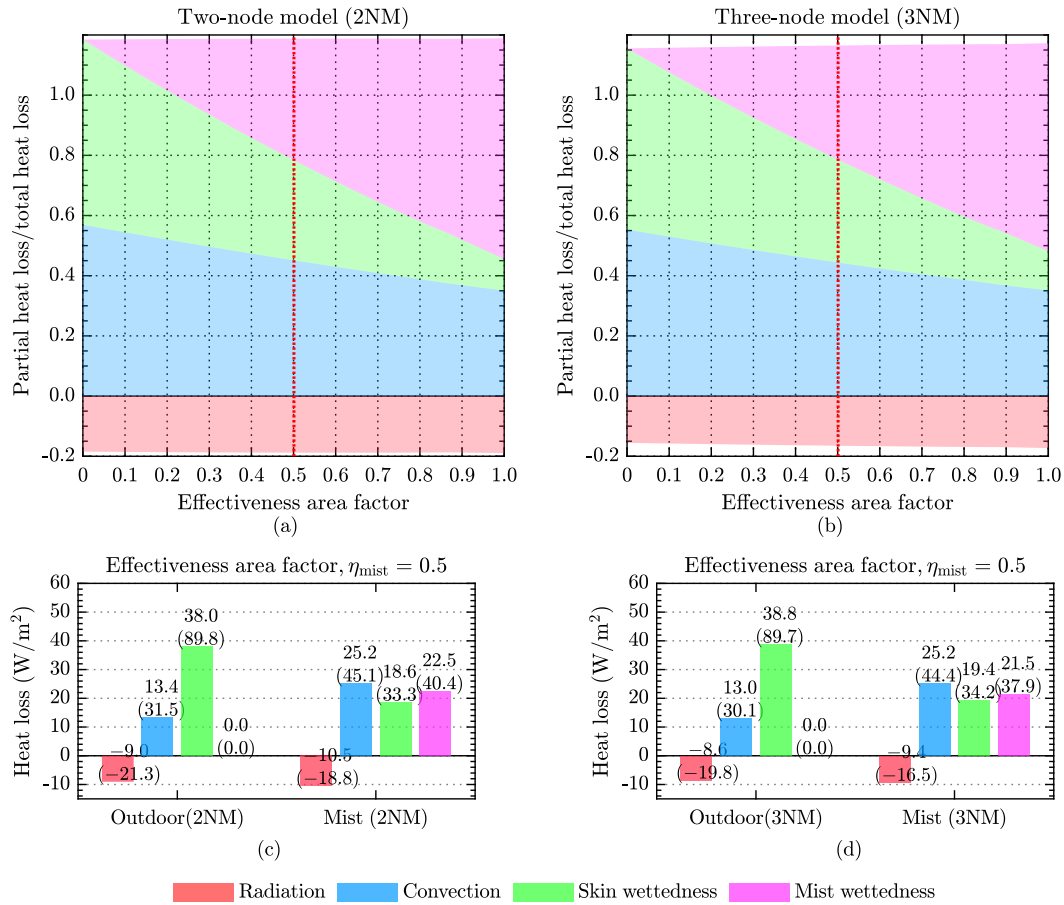 Two-node model (2NM)
Three-node model (3NM)
Partial heat loss/total heat loss
1.0
0.8
0.6
0.4
0.2
0.0
-0.2
0 0.1 0.2 0.3 0.4 0.5 0.6 0.7 0.8 0.9 1.0
Effectiveness area factor
(a)
Partial heat loss/total heat loss
1.0
0.8
0.6
0.4
0.2
0.0
-0.2
0 0.1 0.2 0.3 0.4 0.5 0.6 0.7 0.8 0.9 1.0
Effectiveness area factor
(b)
Effectiveness area factor, ηmist = 0.5
Heat loss (W/m²)
60
50
40
30
20
10
0
−10
−9.0
(−21.3)
13.4
(31.5)
38.0
(89.8)
0.0
(0.0)
−10.5
(−18.8)
25.2
(45.1)
18.6
(33.3)
22.5
(40.4)
Outdoor(2NM)
Mist (2NM)
(c)
Effectiveness area factor, ηmist = 0.5
Heat loss (W/m²)
60
50
40
30
20
10
0
−10
−8.6
(−19.8)
13.0
(30.1)
38.8
(89.7)
0.0
(0.0)
−9.4
(−16.5)
25.2
(44.4)
19.4
(34.2)
21.5
(37.9)
Outdoor(3NM)
Mist (3NM)
(d)
Radiation
Convection
Skin wettedness
Mist wettedness